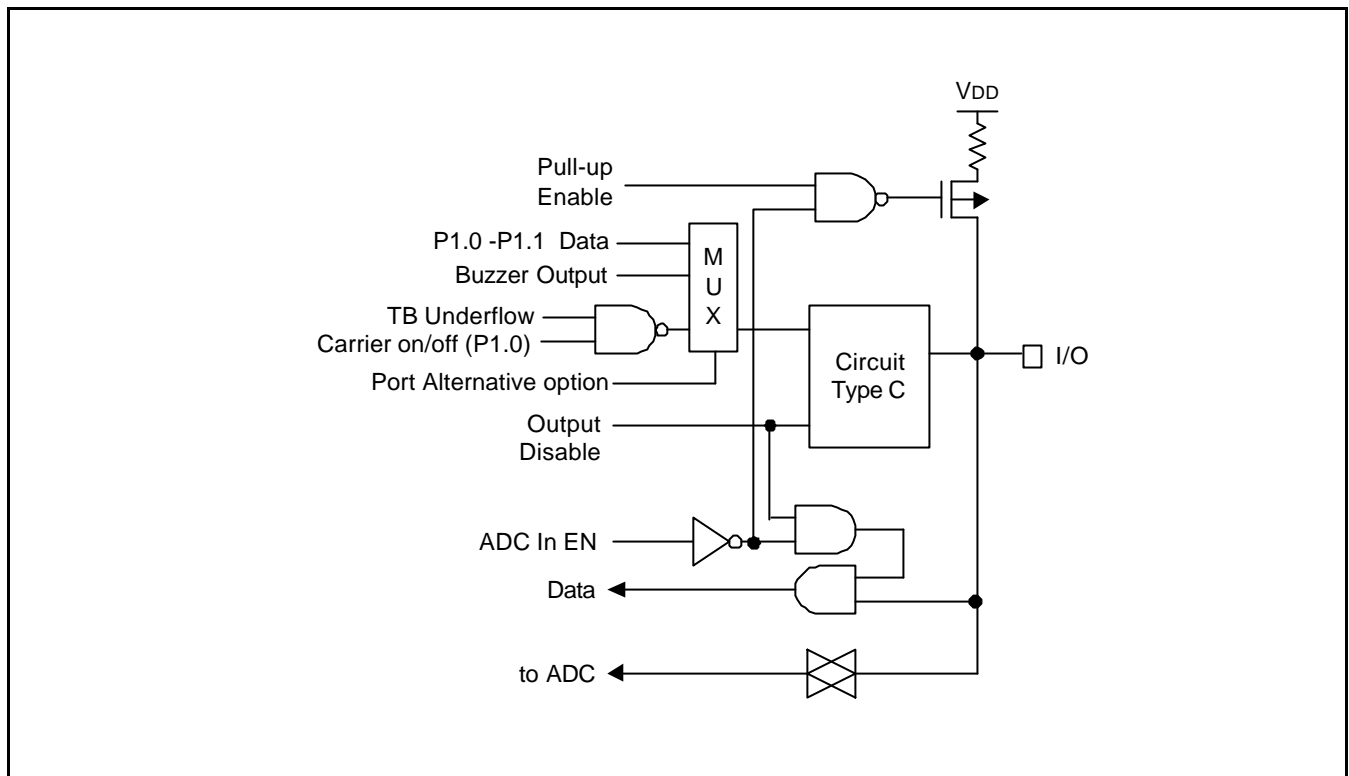 VDD
Pull-up
Enable
P1.0 -P1.1 Data
Buzzer Output
M
U
X
TB Underflow
Carrier on/off (P1.0)
Port Alternative option
Circuit
Type C
I/O
Output
Disable
ADC In EN
Data
to ADC